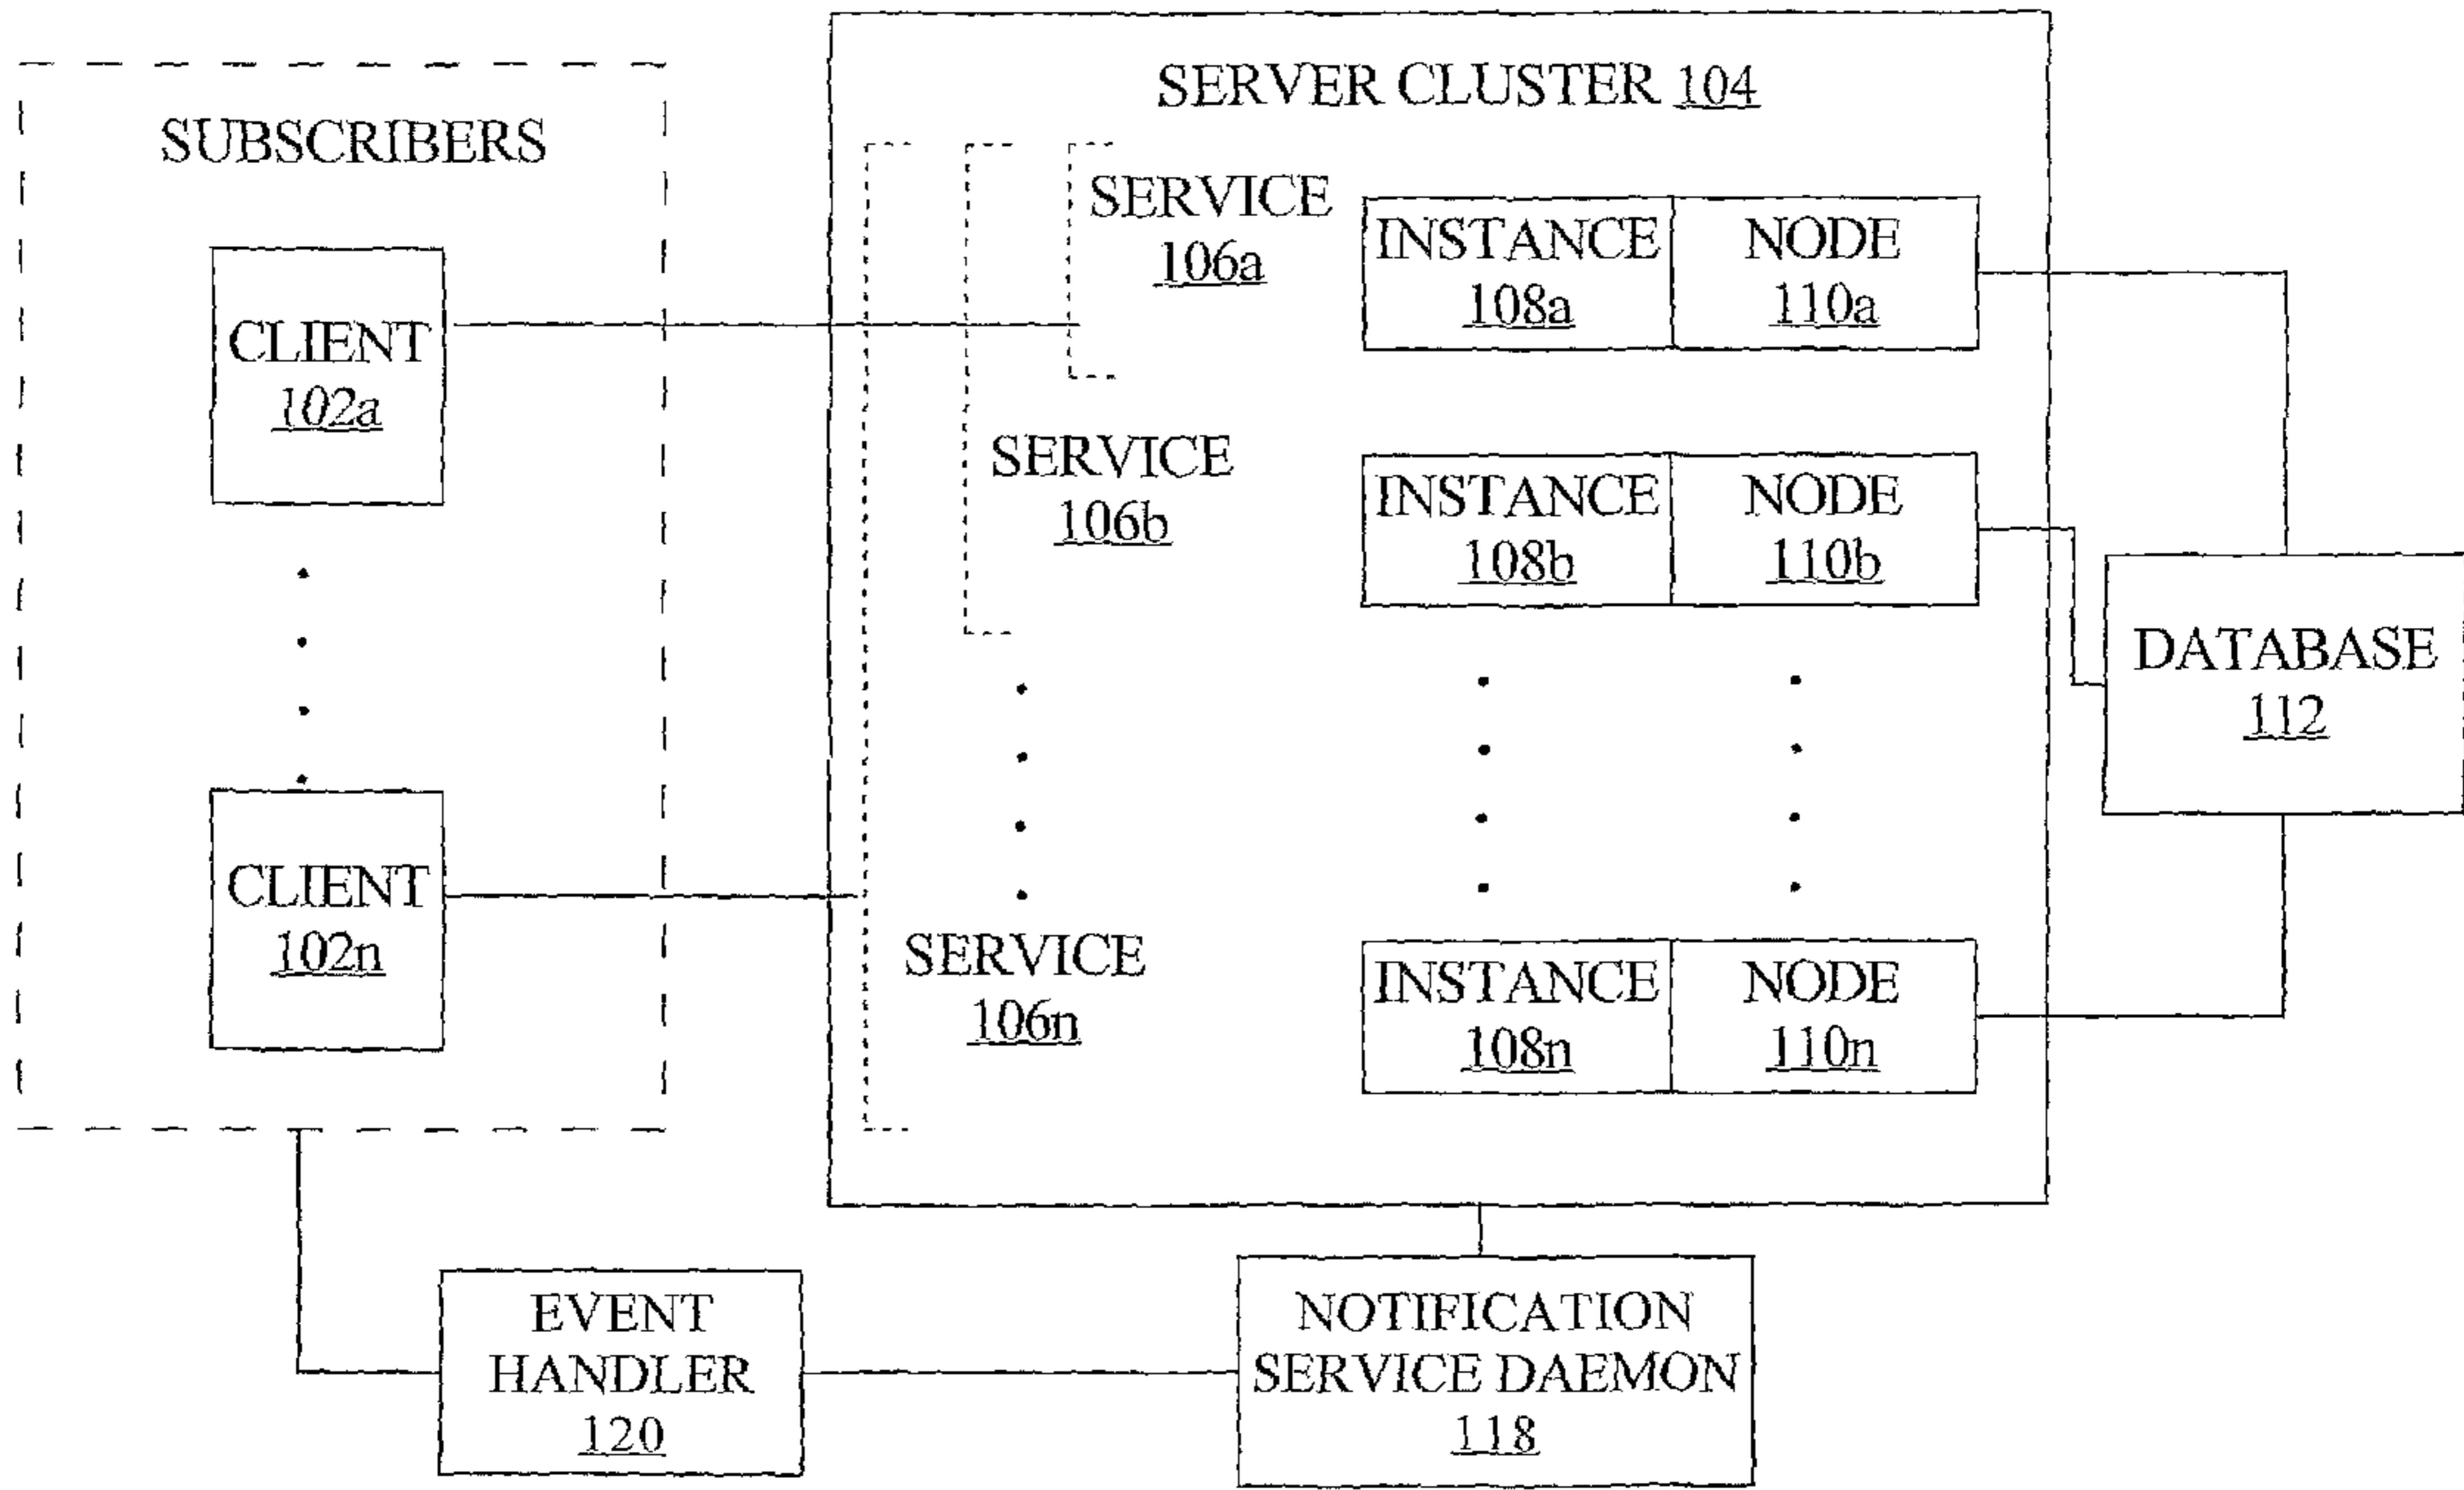 SUBSCRIBERS
CLIENT
102a
CLIENT
102n
SERVER CLUSTER 104
SERVICE
106a
SERVICE
106b
SERVICE
106n
INSTANCE
108a
NODE
110a
INSTANCE
108b
NODE
110b
INSTANCE
108n
NODE
110n
DATABASE
112
EVENT
HANDLER
120
NOTIFICATION
SERVICE DAEMON
118